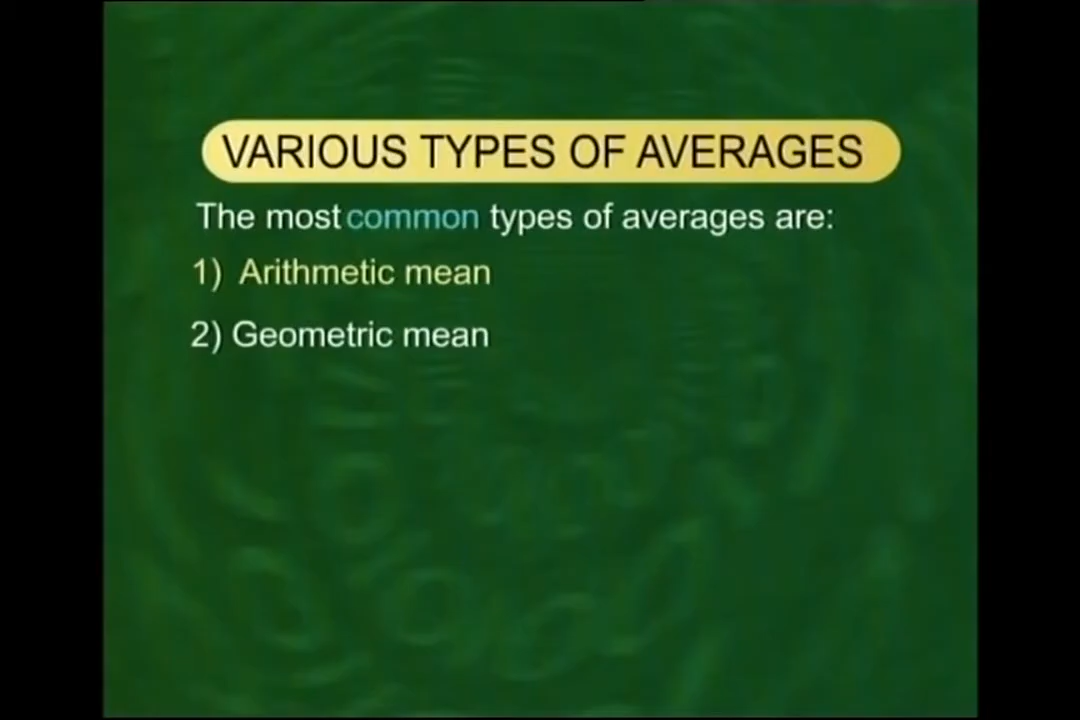 VARIOUS TYPES OF AVERAGES
The most common types of averages are:
1) Arithmetic mean
2) Geometric mean